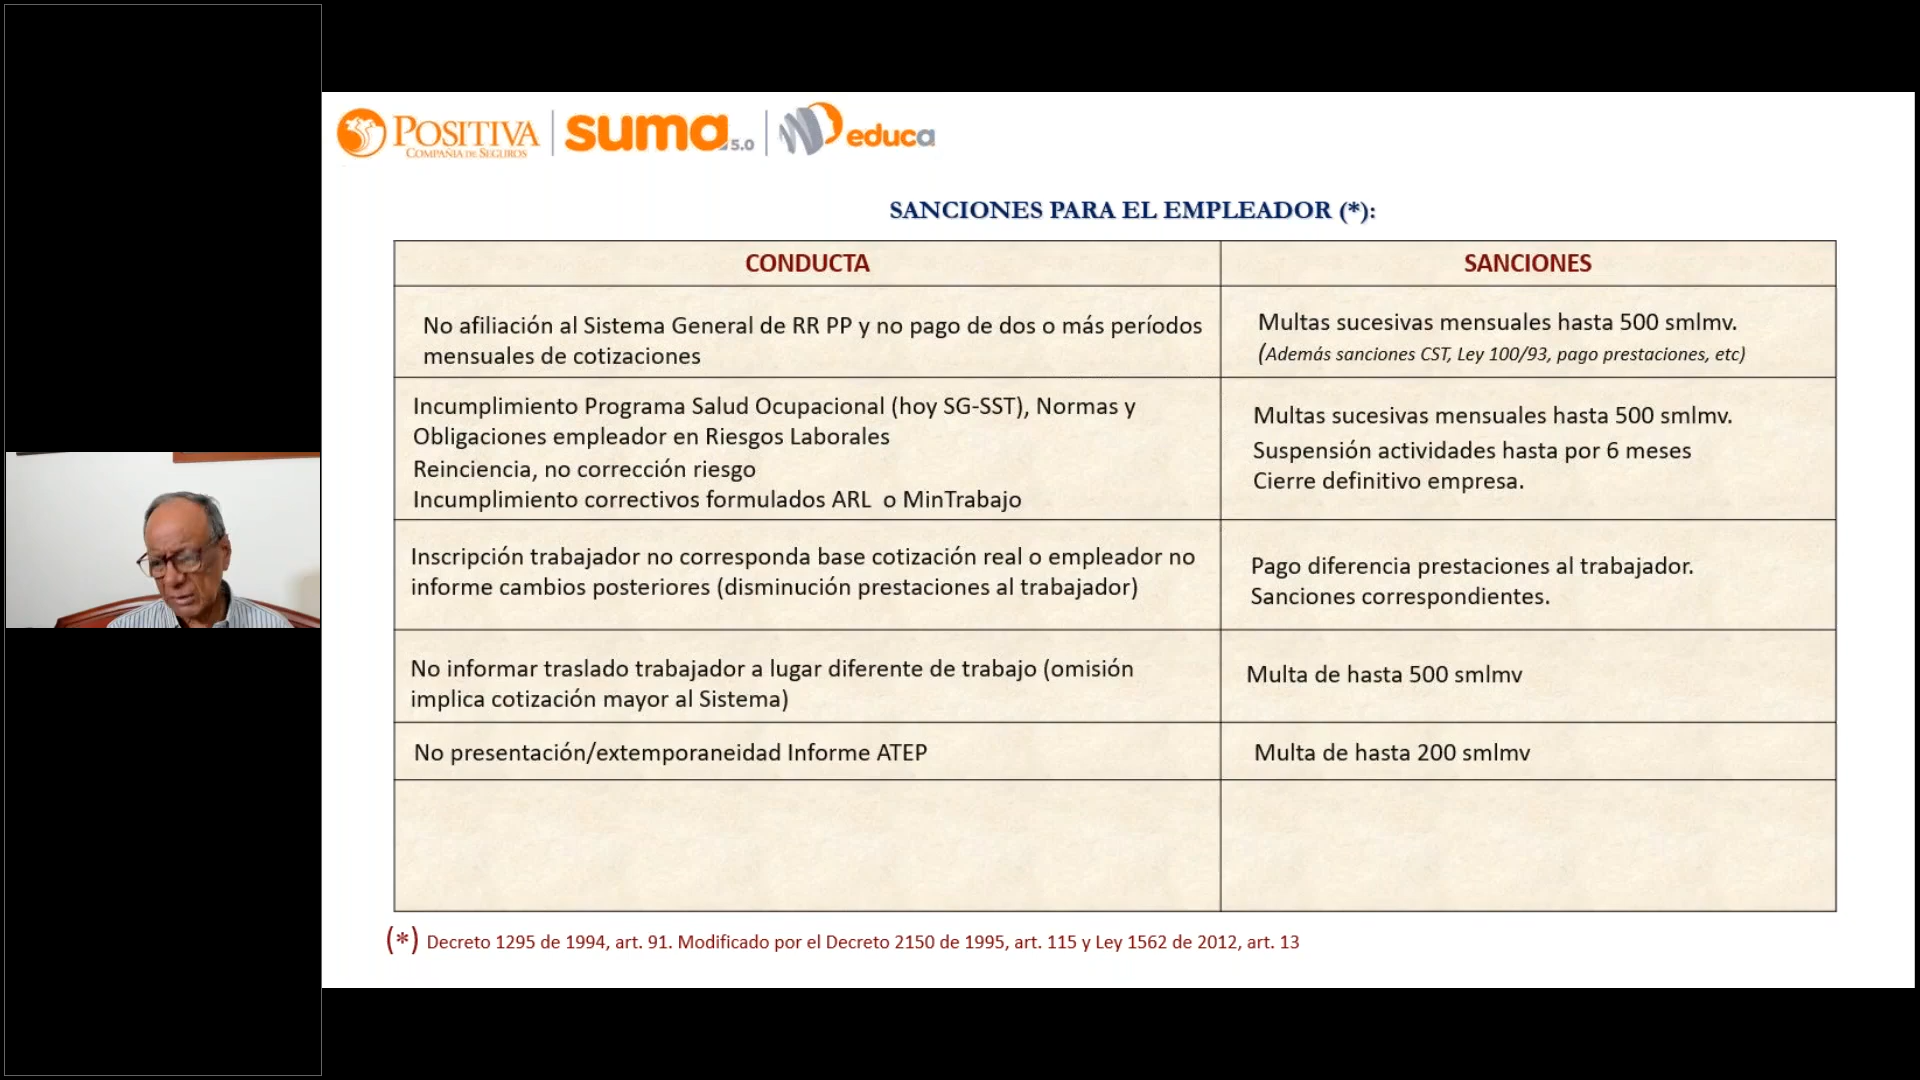 POSITIVA
COMPAÑIA DE SEGUROS
suma 5.0
educa
SANCIONES PARA EL EMPLEADOR (*):
CONDUCTA
SANCIONES
No afiliación al Sistema General de RR PP y no pago de dos o más períodos
mensuales de cotizaciones
Multas sucesivas mensuales hasta 500 smlmv.
(Además sanciones CST, Ley 100/93, pago prestaciones, etc)
Incumplimiento Programa Salud Ocupacional (hoy SG-SST), Normas y
Obligaciones empleador en Riesgos Laborales
Reinciencia, no corrección riesgo
Incumplimiento correctivos formulados ARL o MinTrabajo
Multas sucesivas mensuales hasta 500 smlmv.
Suspensión actividades hasta por 6 meses
Cierre definitivo empresa.
Inscripción trabajador no corresponda base cotización real o empleador no
informe cambios posteriores (disminución prestaciones al trabajador)
Pago diferencia prestaciones al trabajador.
Sanciones correspondientes.
No informar traslado trabajador a lugar diferente de trabajo (omisión
implica cotización mayor al Sistema)
Multa de hasta 500 smlmv
No presentación/extemporaneidad Informe ATEP
Multa de hasta 200 smlmv
(*) Decreto 1295 de 1994, art. 91. Modificado por el Decreto 2150 de 1995, art. 115 y Ley 1562 de 2012, art. 13